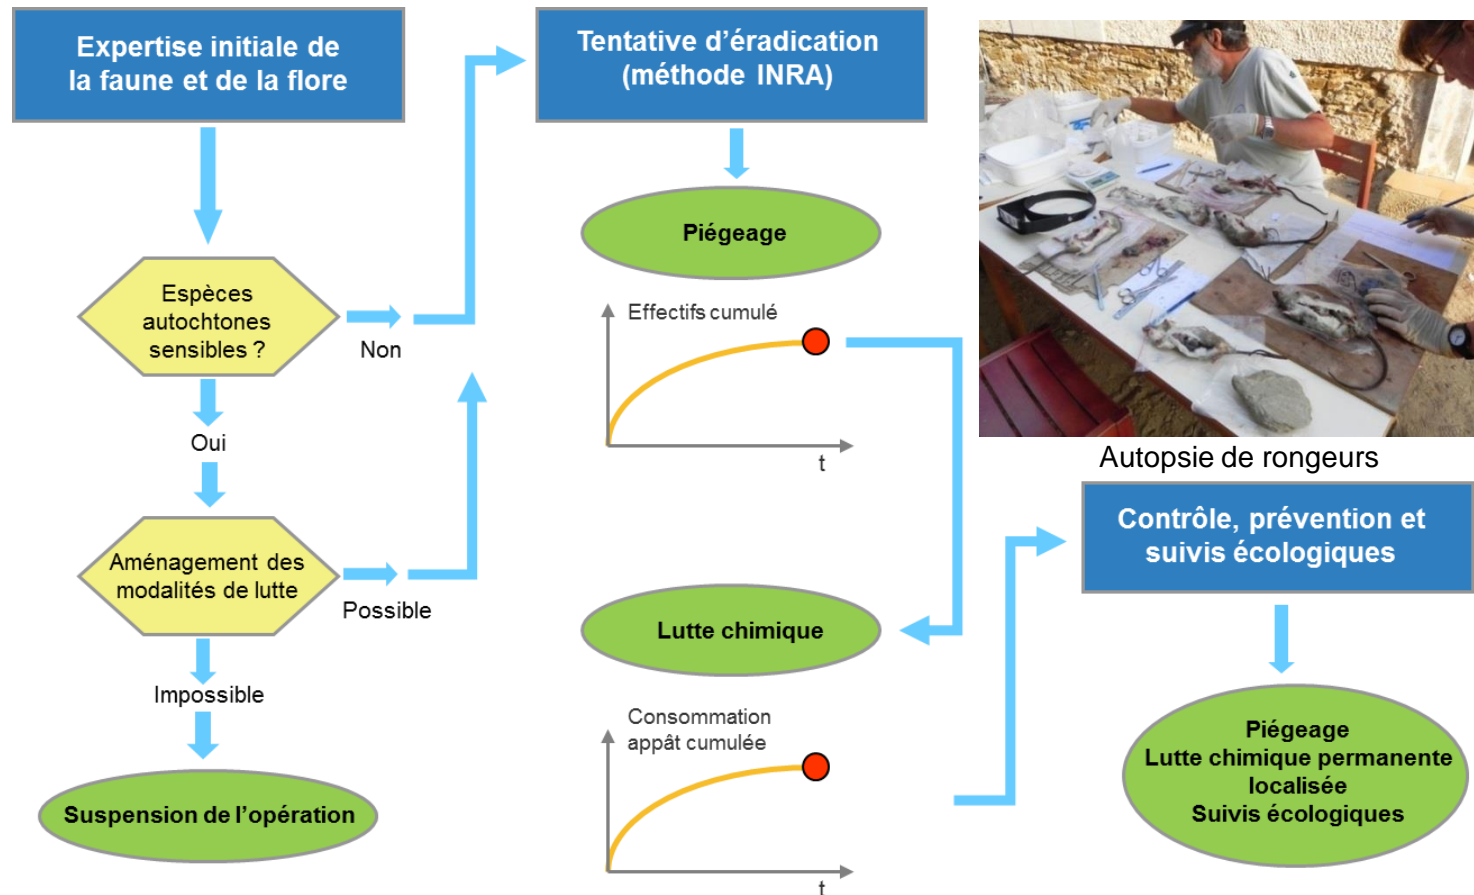 Expertise initiale de
la faune et de la flore
Espèces
autochtones
sensibles ?
Non
Oui
Aménagement des
modalités de lutte
Possible
Impossible
Suspension de l'opération
Tentative d'éradication
(méthode INRA)
Piégeage
Effectifs cumulé
t
Lutte chimique
Consommation
appât cumulée
t
Autopsie de rongeurs
Contrôle, prévention et
suivis écologiques
Piégeage
Lutte chimique permanente
localisée
Suivis écologiques